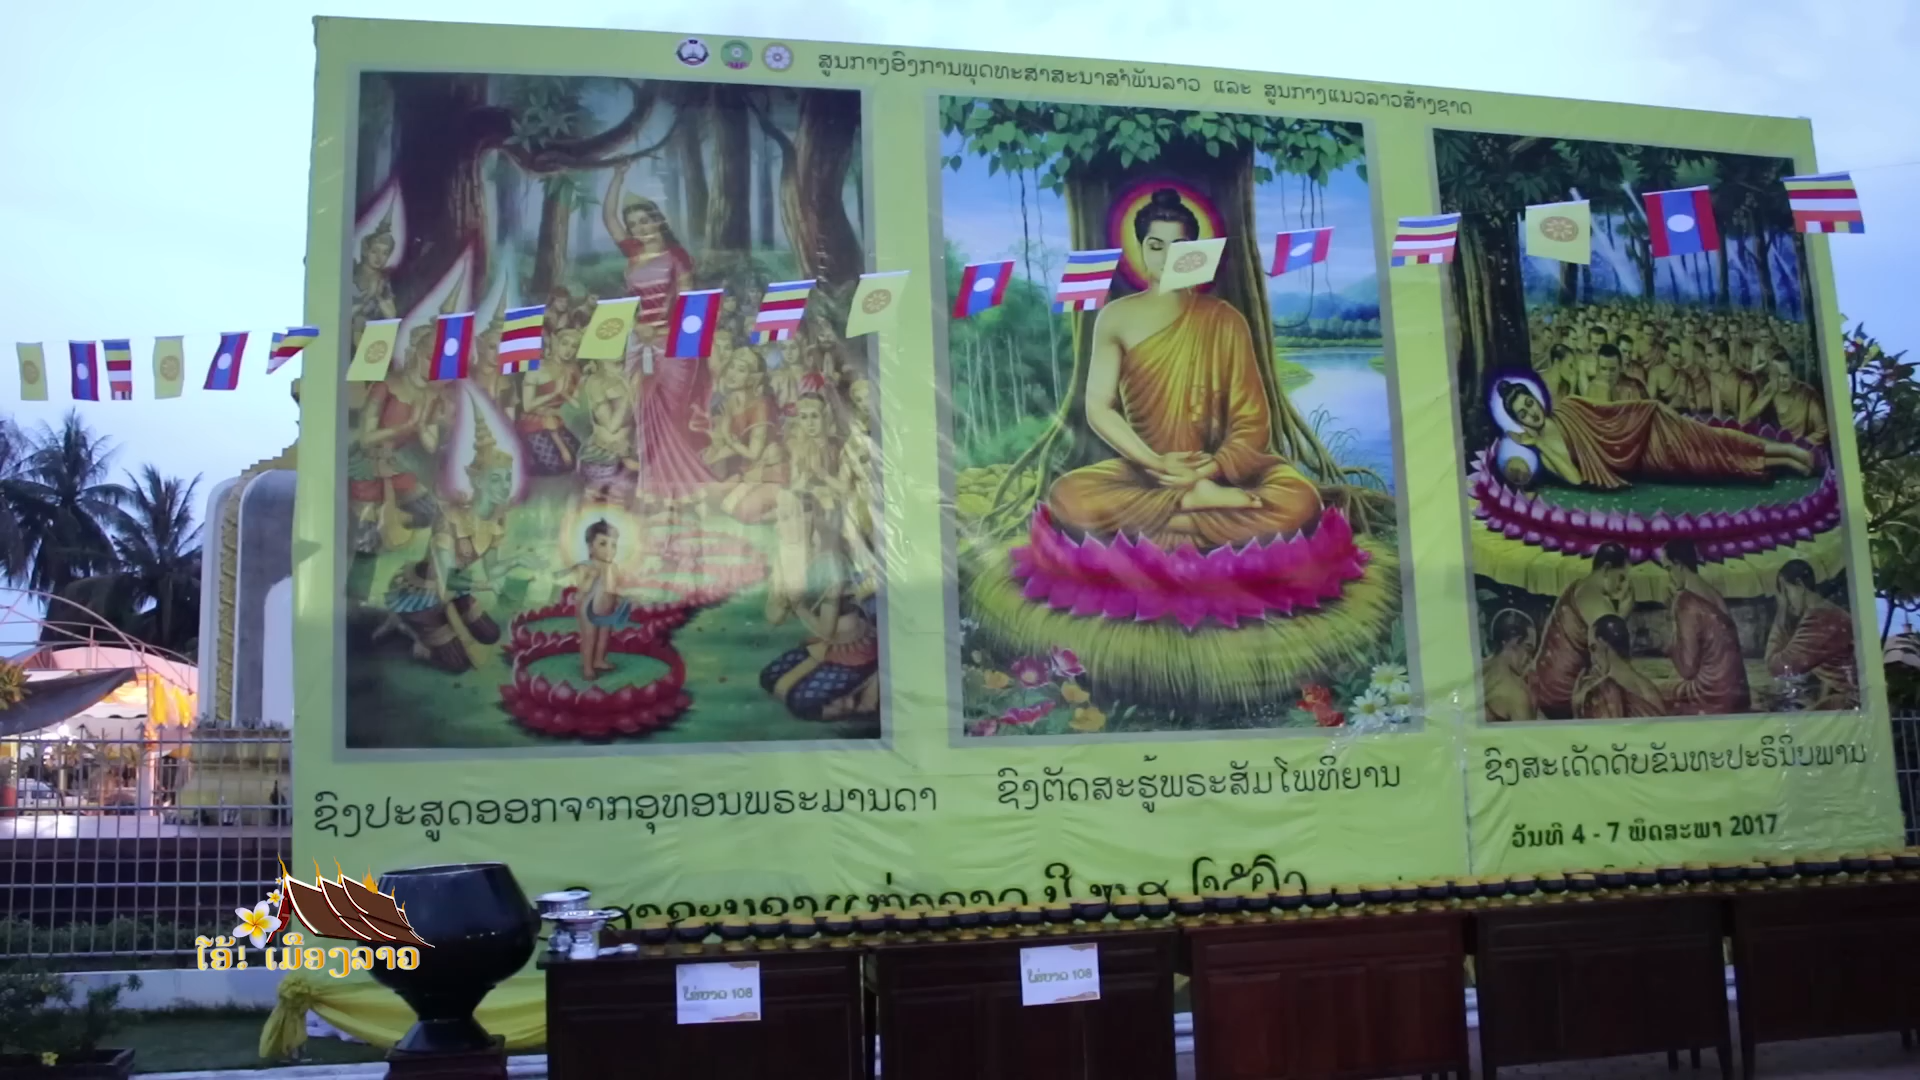 ສູນກາງອົງການພຸດທະສາສະນາສຳພັນລາວ ແລະ ສູນກາງແນວລາວສ້າງຊາດ
ຊົງປະສູດອອກຈາກອຸທອນພຣະມານດາ
ຊົງຕັດສະຮູ້ພຣະສັມໂພທິຍານ
ຊົງສະເດັດດັບຂັນທະປະຣິນິບພານ
ວັນທີ 4 - 7 ພຶດສະພາ 2017
ໃສ່ບາດ 108
ໃສ່ບາດ 108
ໂອ້! ເມືອງລາວ